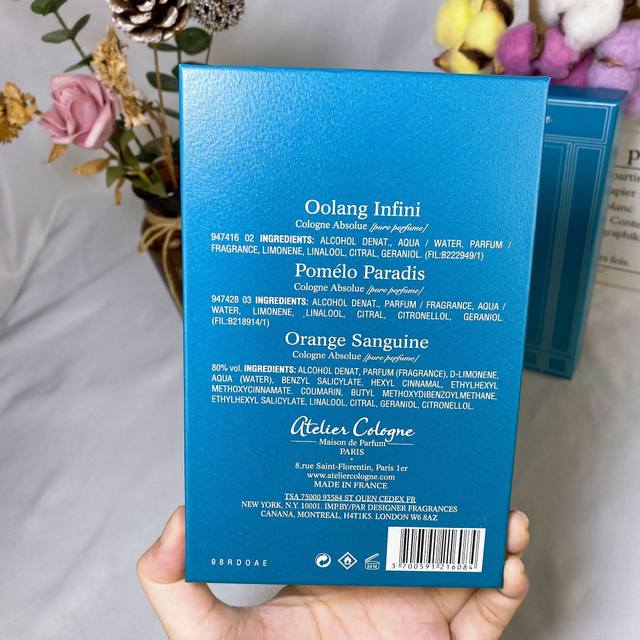 Oolang Infini
Cologne Absolue /pure perfume/
947416 02 INGREDIENTS: ALCOHOL DENAT., AQUA / WATER, PARFUM /
FRAGRANCE, LIMONENE, LINALOOL, CITRAL, GERANIOL (FIL:B222949/1)
Pomélo Paradis
Cologne Absolue /pure perfume/
947428 03 INGREDIENTS: ALCOHOL DENAT., PARFUM / FRAGRANCE, AQUA /
WATER, LIMONENE, LINALOOL, CITRAL, CITRONELLOL, GERANIOL.
(FIL:B218914/1)
Orange Sanguine
Cologne Absolue /pure perfume/
80% vol. INGREDIENTS: ALCOHOL DENAT, PARFUM (FRAGRANCE), D-LIMONENE,
AQUA (WATER), BENZYL SALICYLATE, HEXYL CINNAMAL, ETHYLHEXYL
METHOXYCINNAMATE. COUMARIN, BUTYL METHOXYDIBENZOYLMETHANE,
ETHYLHEXYL SALICYLATE, LINALOOL, CITRAL, GERANIOL, CITRONELLOL.
Atelier Cologne
Maison de Parfum
PARIS
8.rue Saint-Florentin, Paris 1er
www.ateliercologne.com
MADE IN FRANCE
TSA 75000 93584 ST OUEN CEDEX FR
NEW YORK, N.Y. 10001. IMP.BY/PAR DESIGNER FRAGRANCES
CANANA, MONTREAL, H4T1K5. LONDON W6 8AZ
98RDOAE
24 M
3 700591 216084